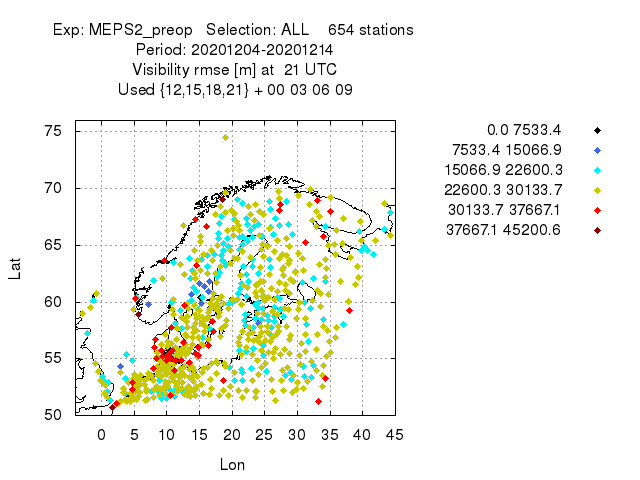 Exp: MEPS2_preop Selection: ALL 654 stations
Period: 20201204-20201214
Visibility rmse [m] at 21 UTC
Used {12,15,18,21} + 00 03 06 09
0.0 7533.4
7533.4 15066.9
15066.9 22600.3
22600.3 30133.7
30133.7 37667.1
37667.1 45200.6
75
70
65
60
55
50
Lat
0 5 10 15 20 25 30 35 40 45
Lon